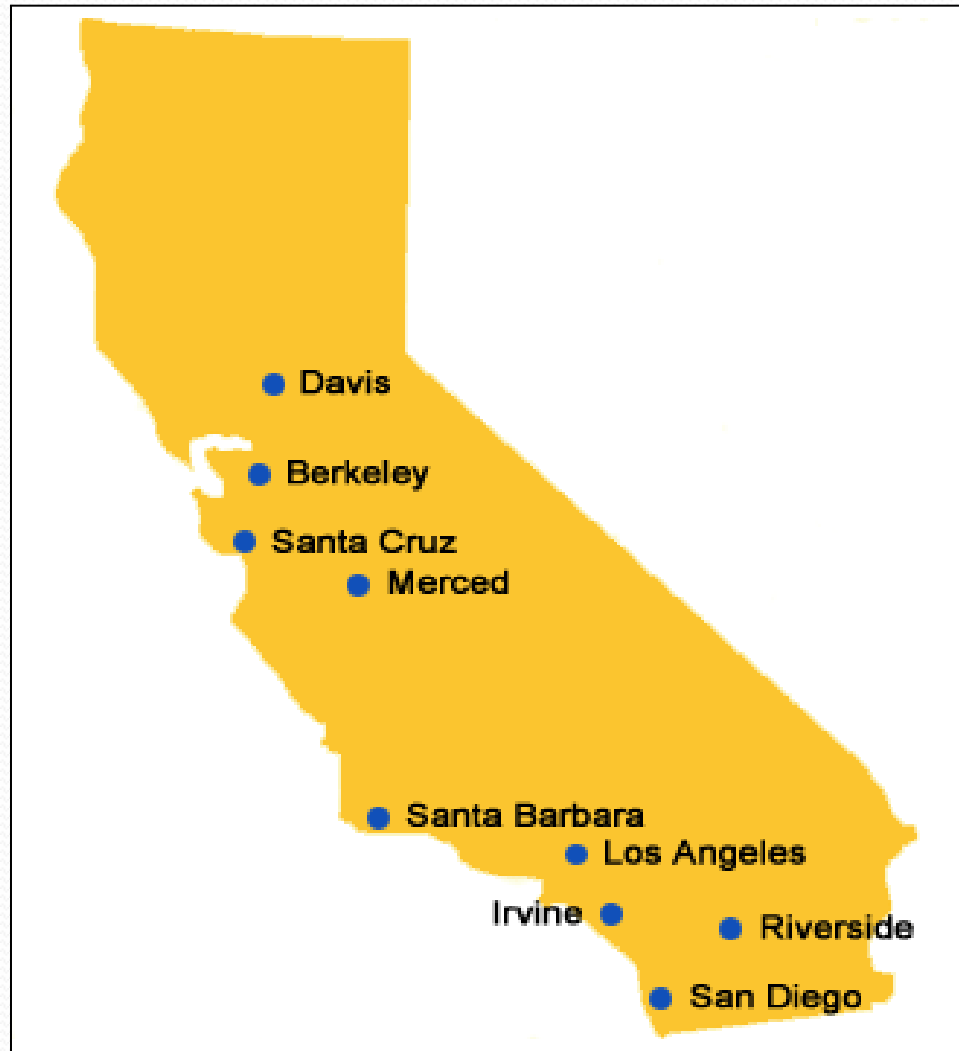 Davis
Berkeley
Santa Cruz
Merced
Santa Barbara
Los Angeles
Irvine
Riverside
San Diego